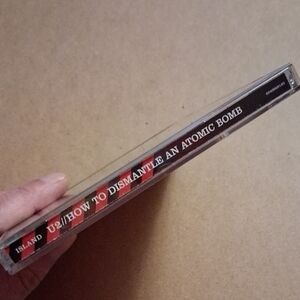 ISLAND U2//HOW TO DISMANTLE AN ATOMIC BOMB